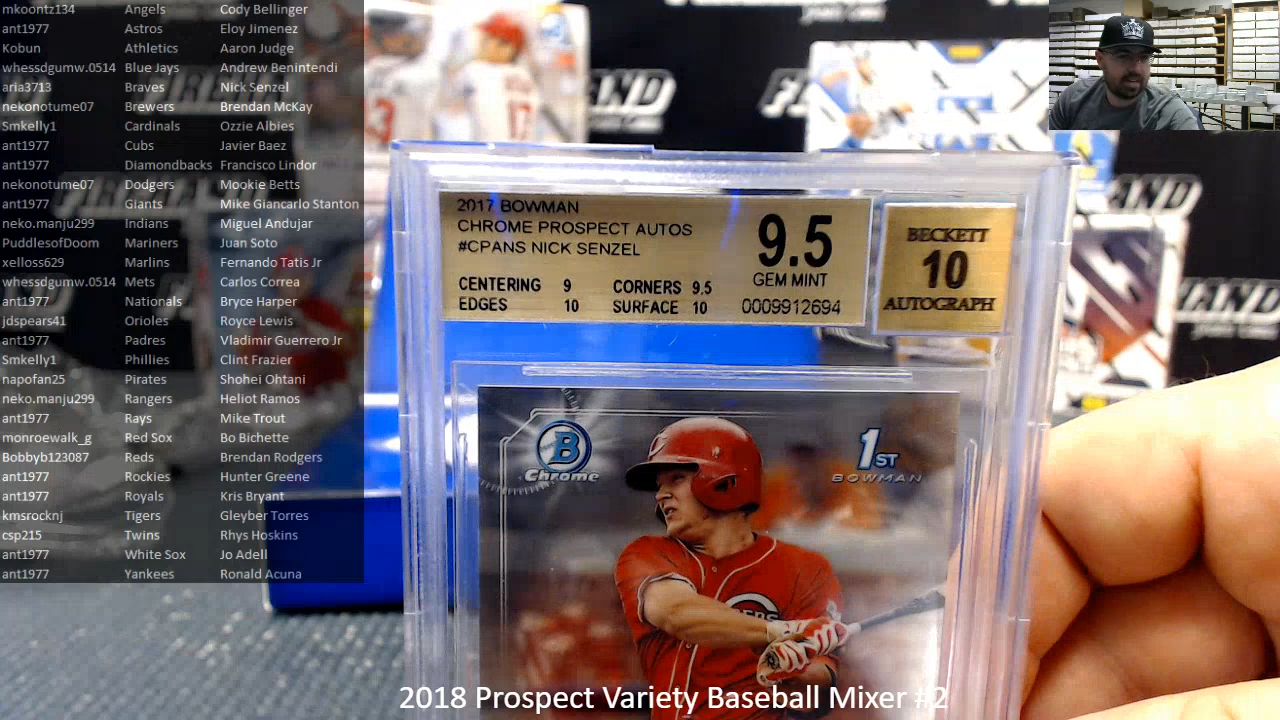 mkoontz134 Angels Cody Bellinger
ant1977 Astros Eloy Jimenez
Kobun Athletics Aaron Judge
whessdgumw.0514 Blue Jays Andrew Benintendi
aria3713 Braves Nick Senzel
nekonotume07 Brewers Brendan McKay
Smkelly1 Cardinals Ozzie Albies
ant1977 Cubs Javier Baez
ant1977 Diamondbacks Francisco Lindor
nekonotume07 Dodgers Mookie Betts
ant1977 Giants Mike Giancarlo Stanton
neko.manju299 Indians Miguel Andujar
PuddlesofDoom Mariners Juan Soto
xelloss629 Marlins Fernando Tatis Jr
whessdgumw.0514 Mets Carlos Correa
ant1977 Nationals Bryce Harper
jdspears41 Orioles Royce Lewis
ant1977 Padres Vladimir Guerrero Jr
Smkelly1 Phillies Clint Frazier
napofan25 Pirates Shohei Ohtani
neko.manju299 Rangers Heliot Ramos
ant1977 Rays Mike Trout
monroewalk_g Red Sox Bo Bichette
Bobbyb123087 Reds Brendan Rodgers
ant1977 Rockies Hunter Greene
ant1977 Royals Kris Bryant
kmsrocknj Tigers Gleyber Torres
csp215 Twins Rhys Hoskins
ant1977 White Sox Jo Adell
ant1977 Yankees Ronald Acuna
2017 BOWMAN
CHROME PROSPECT AUTOS
#CPANS NICK SENZEL
CENTERING 9 CORNERS 9.5
EDGES 10 SURFACE 10
9.5
GEM MINT
0009912694
BECKETT
10
AUTOGRAPH
B
Chrome
1ST
BOWMAN
2018 Prospect Variety Baseball Mixer #2